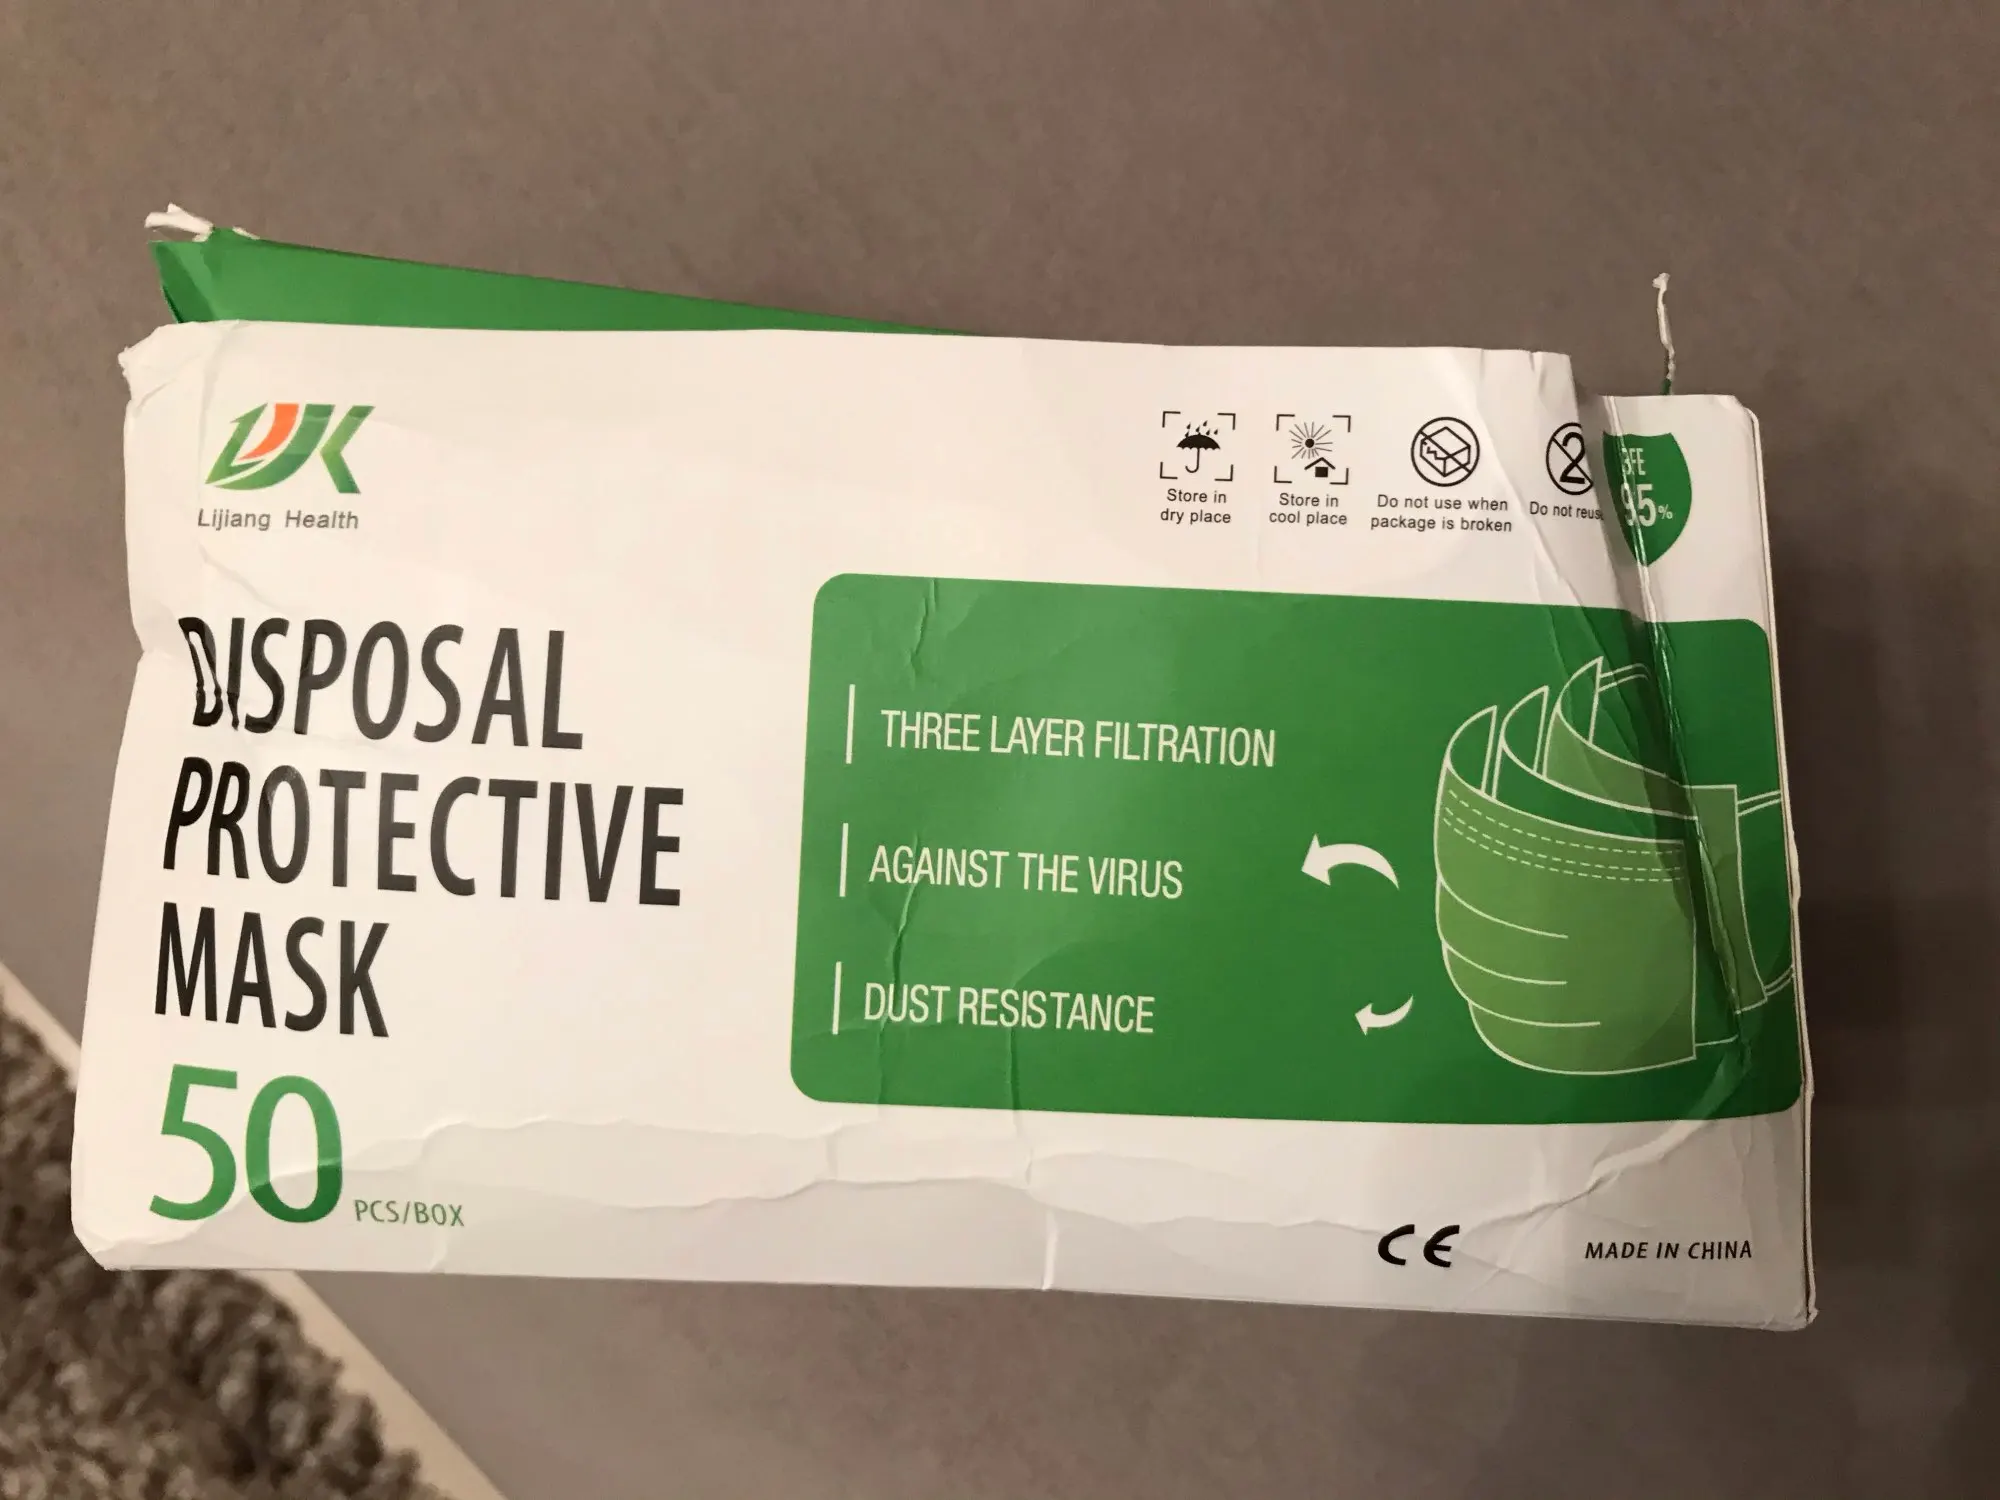 Lijiang Health
Store in
dry place
Store in
cool place
Do not use when
package is broken
Do not reuse
BFE
95%
DISPOSAL
PROTECTIVE
MASK
50 PCS/BOX
THREE LAYER FILTRATION
AGAINST THE VIRUS
DUST RESISTANCE
CE
MADE IN CHINA